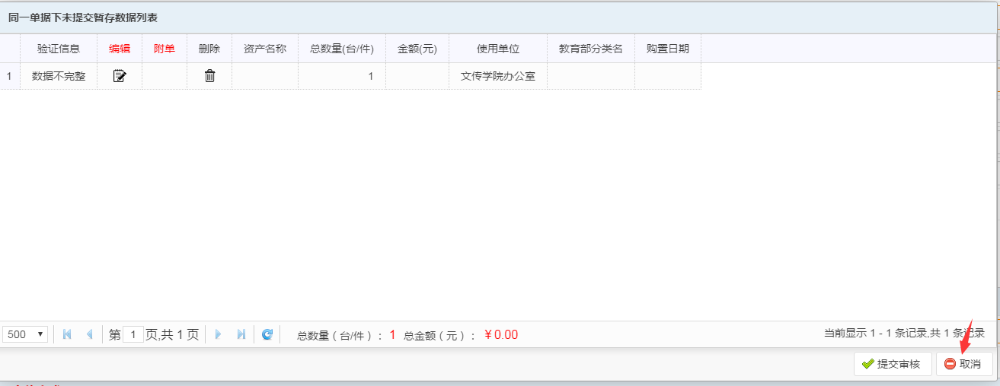 同一单据下未提交暂存数据列表
验证信息 编辑 附单 删除 资产名称 总数量(台/件) 金额(元) 使用单位 教育部分类名 购置日期
1 数据不完整 1 文传学院办公室
500 第 1 页,共 1 页 总数量（台/件）： 1 总金额（元）： ￥0.00 当前显示 1 - 1 条记录,共 1 条记录
提交审核 取消